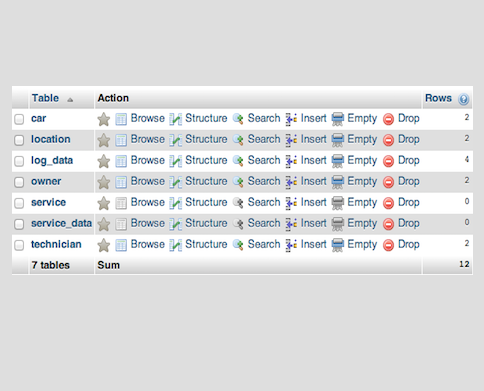 Table Action Rows
car Browse Structure Search Insert Empty Drop 2
location Browse Structure Search Insert Empty Drop 2
log_data Browse Structure Search Insert Empty Drop 4
owner Browse Structure Search Insert Empty Drop 2
service Browse Structure Search Insert Empty Drop 0
service_data Browse Structure Search Insert Empty Drop 0
technician Browse Structure Search Insert Empty Drop 2
7 tables Sum 12